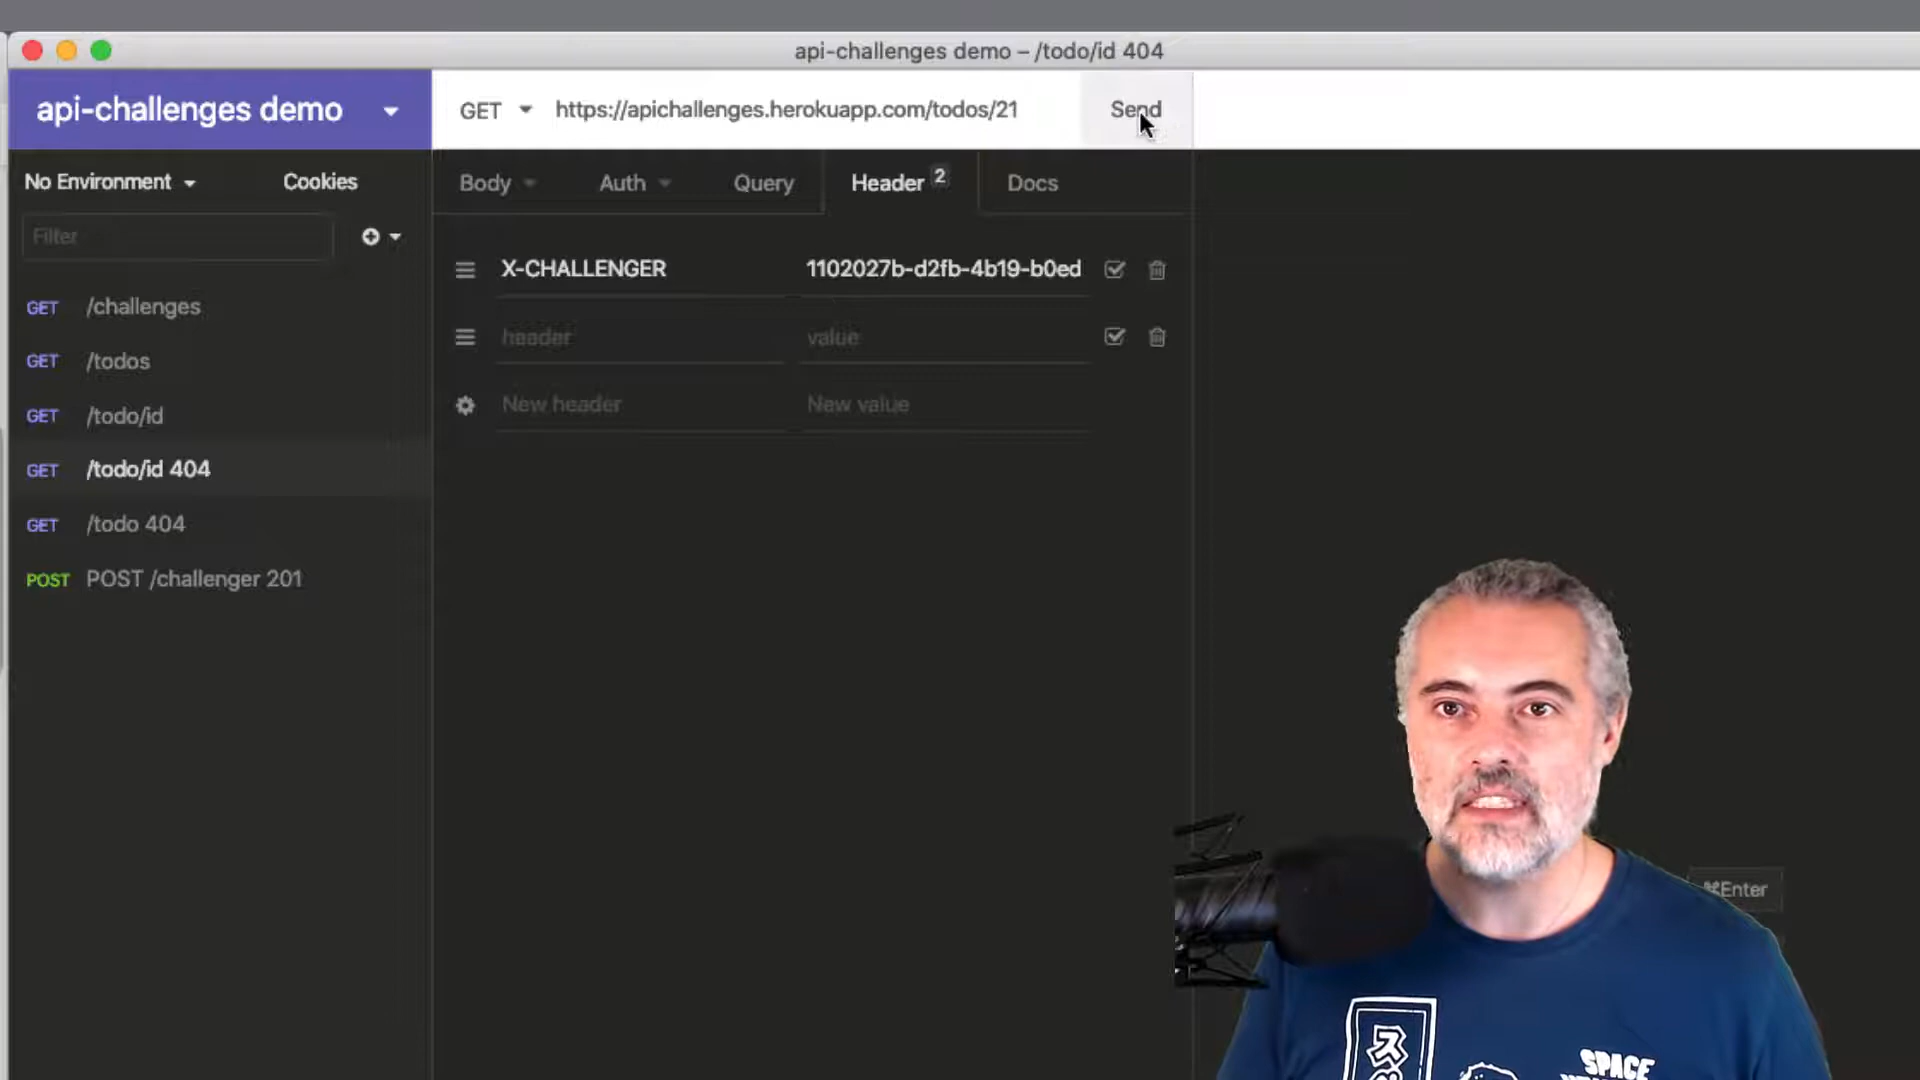 api-challenges demo – /todo/id 404
api-challenges demo
GET
https://apichallenges.herokuapp.com/todos/21
Send
No Environment
Cookies
Body
Auth
Query
Header 2
Docs
Filter
X-CHALLENGER
1102027b-d2fb-4b19-b0ed
header
value
New header
New value
GET /challenges
GET /todos
GET /todo/id
GET /todo/id 404
GET /todo 404
POST POST /challenger 201
⌘Enter
スペ
SPACE